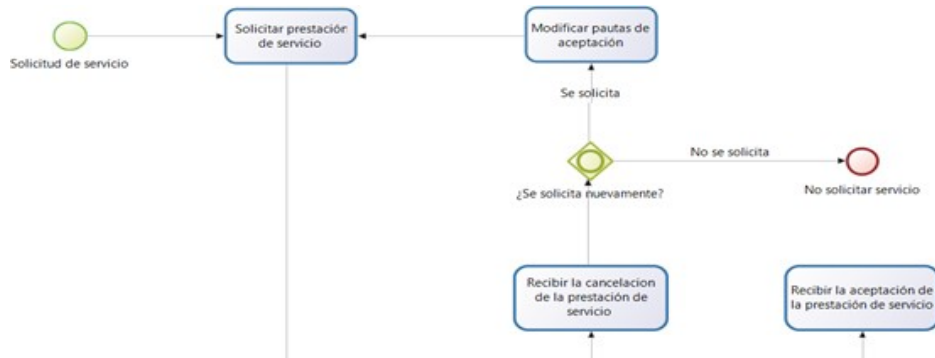 Solicitar prestación
de servicio
Modificar pautas de
aceptación
Solicitud de servicio
Se solicita
No se solicita
¿Se solicita nuevamente?
No solicitar servicio
Recibir la cancelacion
de la prestación de
servicio
Recibir la aceptación de
la prestación de servicio